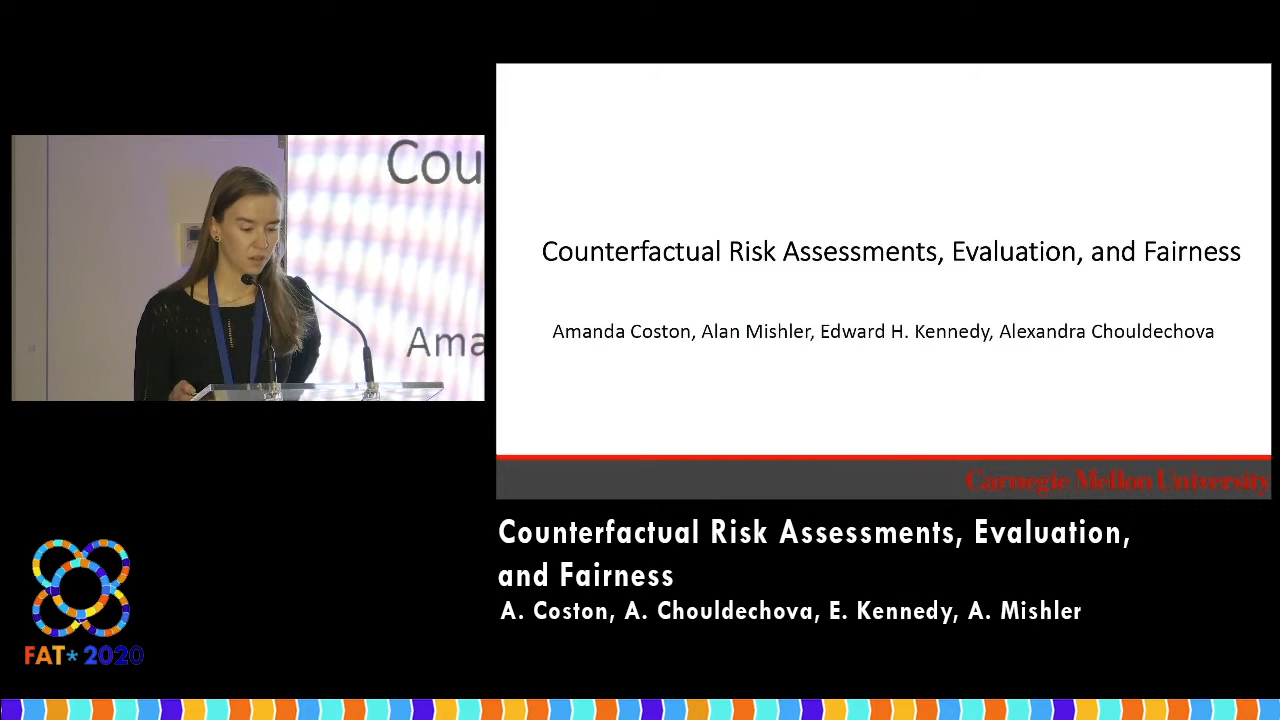 Cou
Ama
Counterfactual Risk Assessments, Evaluation, and Fairness
Amanda Coston, Alan Mishler, Edward H. Kennedy, Alexandra Chouldechova
Carnegie Mellon University
Counterfactual Risk Assessments, Evaluation,
and Fairness
A. Coston, A. Chouldechova, E. Kennedy, A. Mishler
FAT* 2020